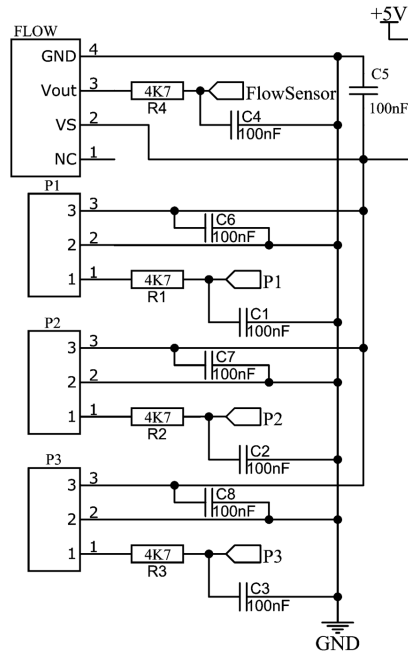 +5V
FLOW
GND 4
Vout 3 4K7 FlowSensor
R4
C5
100nF
VS 2
C4
100nF
NC 1
P1
3 3
C6
100nF
2 2
1 1 4K7 P1
R1
C1
100nF
P2
3 3
C7
100nF
2 2
1 1 4K7 P2
R2
C2
100nF
P3
3 3
C8
100nF
2 2
1 1 4K7 P3
R3
C3
100nF
GND